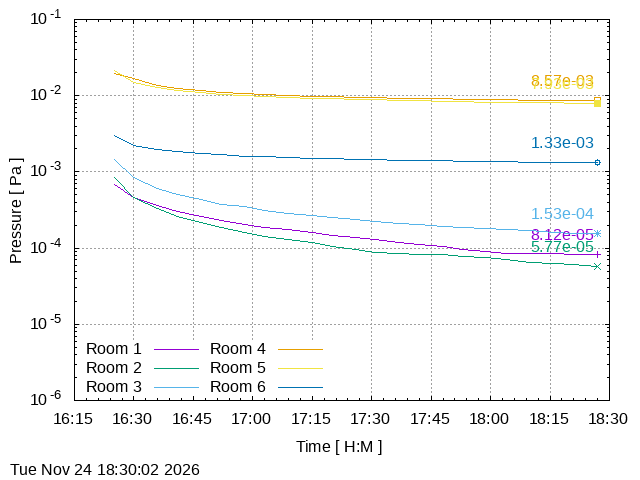 10^-1
10^-2
10^-3
10^-4
10^-5
10^-6
Pressure [ Pa ]
8.57e-03
1.33e-03
1.53e-04
8.12e-05
5.77e-05
Room 1 Room 4
Room 2 Room 5
Room 3 Room 6
16:15 16:30 16:45 17:00 17:15 17:30 17:45 18:00 18:15 18:30
Time [ H:M ]
Tue Nov 24 18:30:02 2026